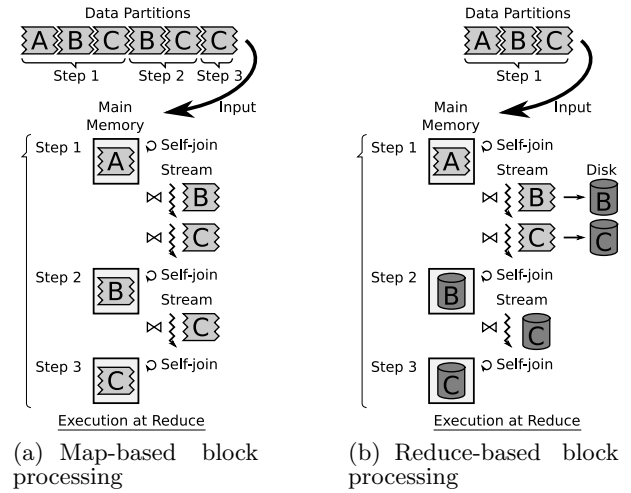 Data Partitions
A B C B C C
Step 1 Step 2 Step 3
Input
Main
Memory
Step 1
A
Self-join
Stream
B
C
Step 2
B
Self-join
Stream
C
Step 3
C
Self-join
Execution at Reduce
(a) Map-based block
processing
Data Partitions
A B C
Step 1
Input
Main
Memory
Step 1
A
Self-join
Stream
Disk
B
B
C
C
Step 2
B
Self-join
Stream
C
Step 3
C
Self-join
Execution at Reduce
(b) Reduce-based block
processing